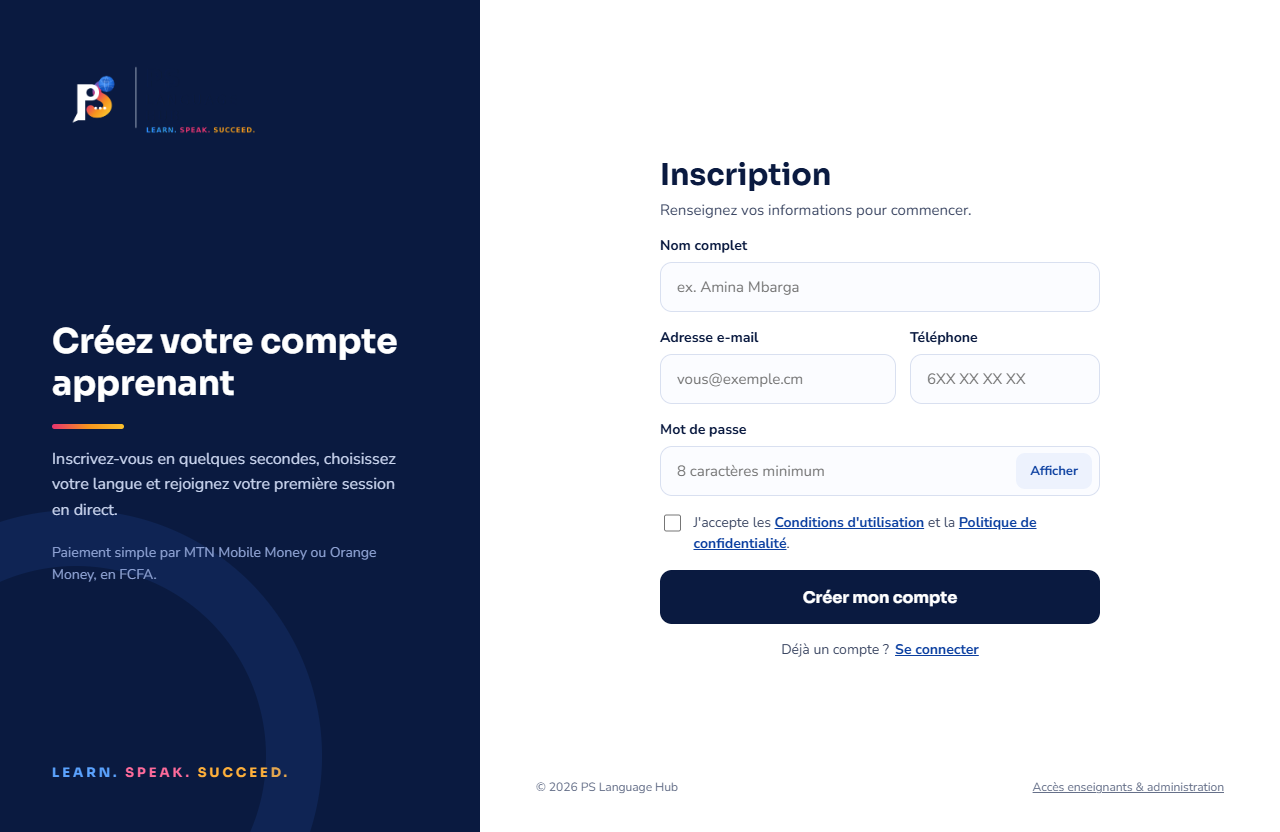 PS
LEARN. SPEAK. SUCCEED.
Créez votre compte
apprenant
Inscrivez-vous en quelques secondes, choisissez
votre langue et rejoignez votre première session
en direct.
Paiement simple par MTN Mobile Money ou Orange
Money, en FCFA.
LEARN. SPEAK. SUCCEED.
Inscription
Renseignez vos informations pour commencer.
Nom complet
ex. Amina Mbarga
Adresse e-mail
Téléphone
vous@exemple.cm
6XX XX XX XX
Mot de passe
8 caractères minimum
Afficher
J'accepte les Conditions d'utilisation et la Politique de
confidentialité.
Créer mon compte
Déjà un compte ? Se connecter
© 2026 PS Language Hub
Accès enseignants & administration